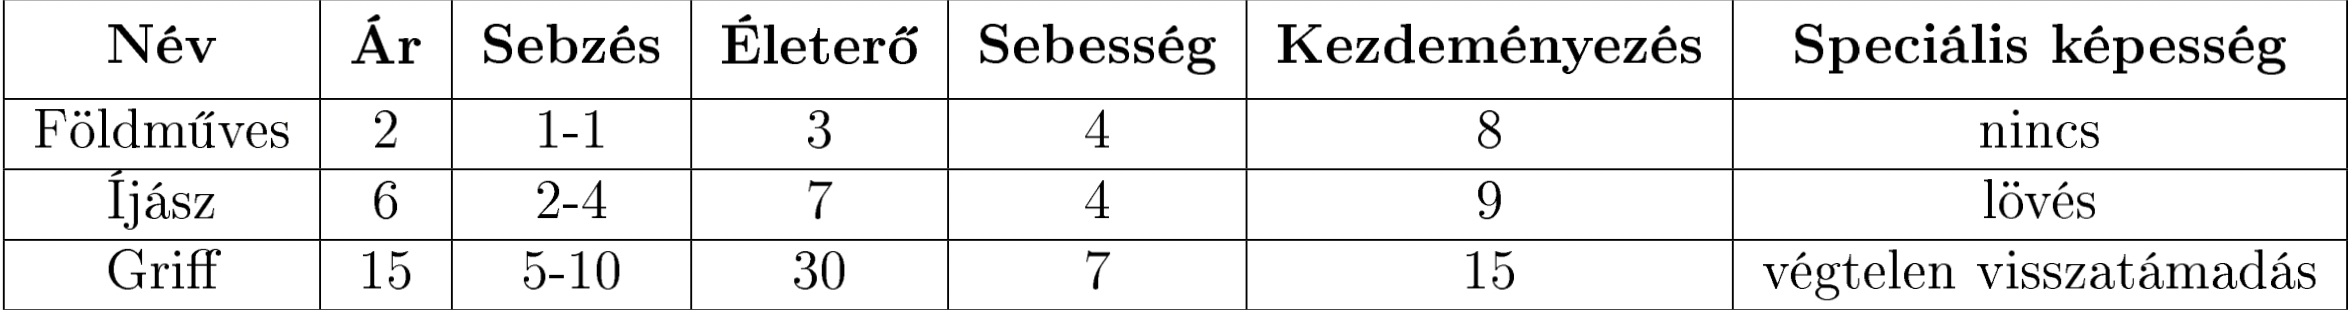 Név Ár Sebzés Életerő Sebesség Kezdeményezés Speciális képesség
Földműves 2 1-1 3 4 8 nincs
Íjász 6 2-4 7 4 9 lövés
Griff 15 5-10 30 7 15 végtelen visszatámadás